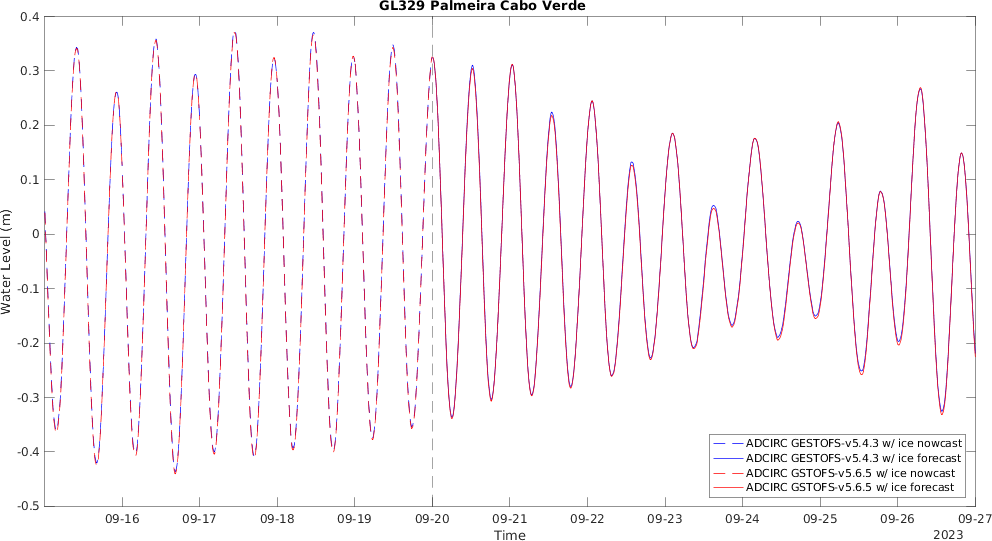 GL329 Palmeira Cabo Verde
0.4
0.3
0.2
0.1
0
-0.1
-0.2
-0.3
-0.4
-0.5
Water Level (m)
ADCIRC GESTOFS-v5.4.3 w/ ice nowcast
ADCIRC GESTOFS-v5.4.3 w/ ice forecast
ADCIRC GSTOFS-v5.6.5 w/ ice nowcast
ADCIRC GSTOFS-v5.6.5 w/ ice forecast
09-16 09-17 09-18 09-19 09-20 09-21 09-22 09-23 09-24 09-25 09-26 09-27
Time
2023